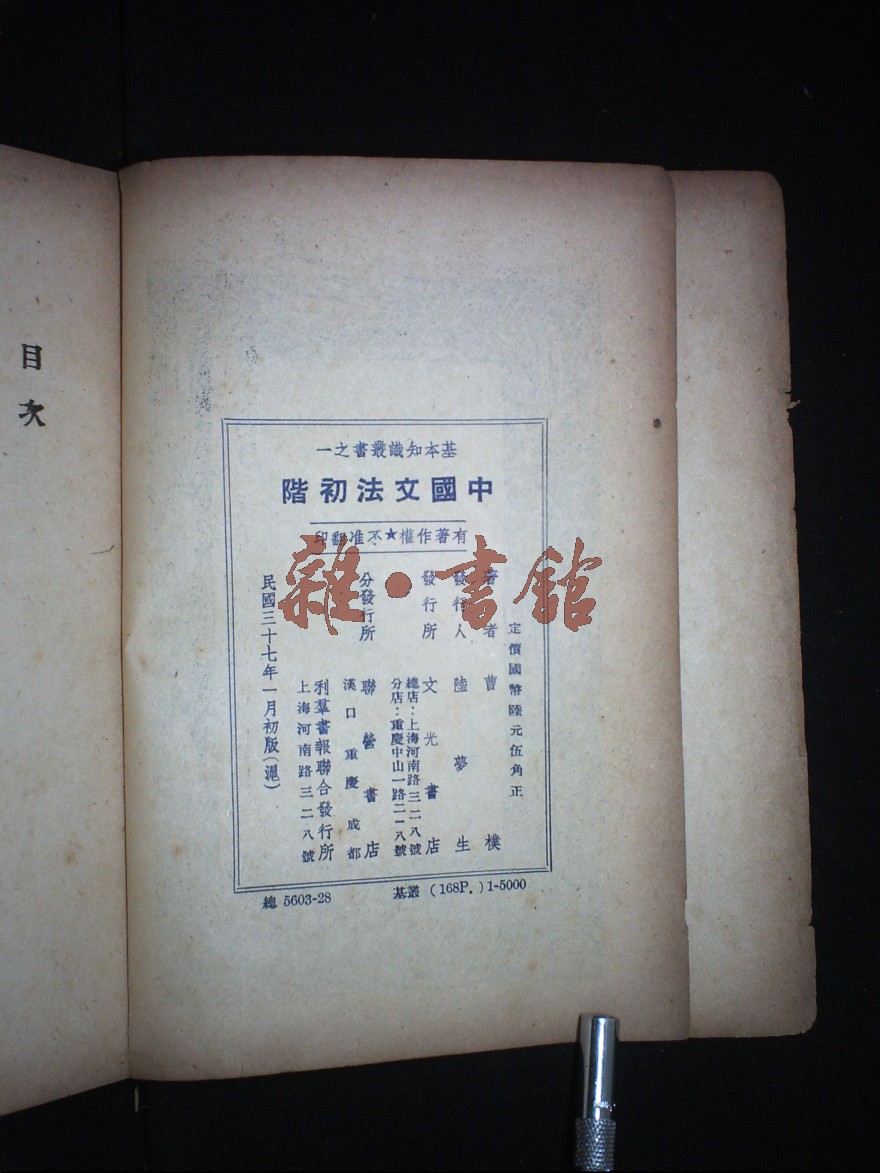 基本知識叢書之一
中國文法初階
有著作權★不准翻印
定價國幣陸元伍角正
著者 曹樸
發行人 陸夢生
發行所 文光書店
總店：上海河南路三二八號
分店：重慶中山一路二二八號
分發行所 聯營書店
漢口重慶成都
利羣書報聯合發行所
上海河南路三二八號
民國三十七年一月初版(滬)
總 5603-28 基叢 (168P.) 1-5000
目次
雜·書館